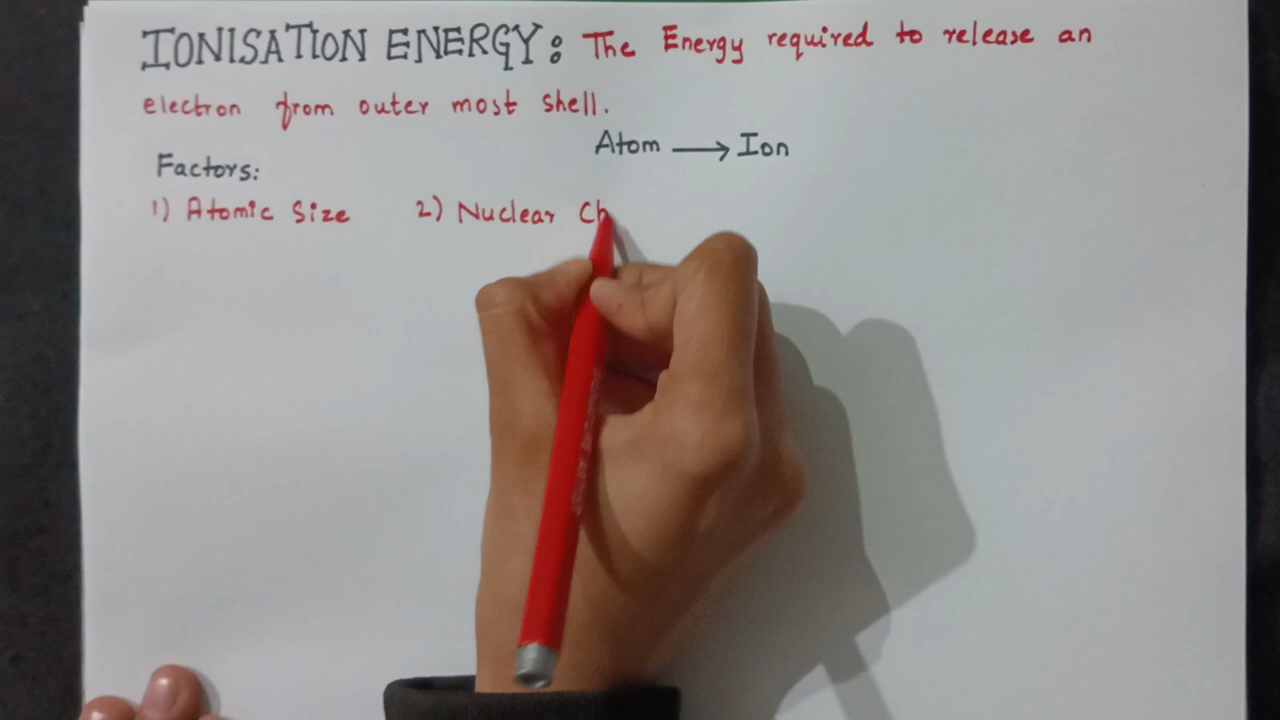 IONISATION ENERGY: The Energy required to release an
electron from outer most shell.
Atom → Ion
Factors:
1) Atomic Size 2) Nuclear Ch